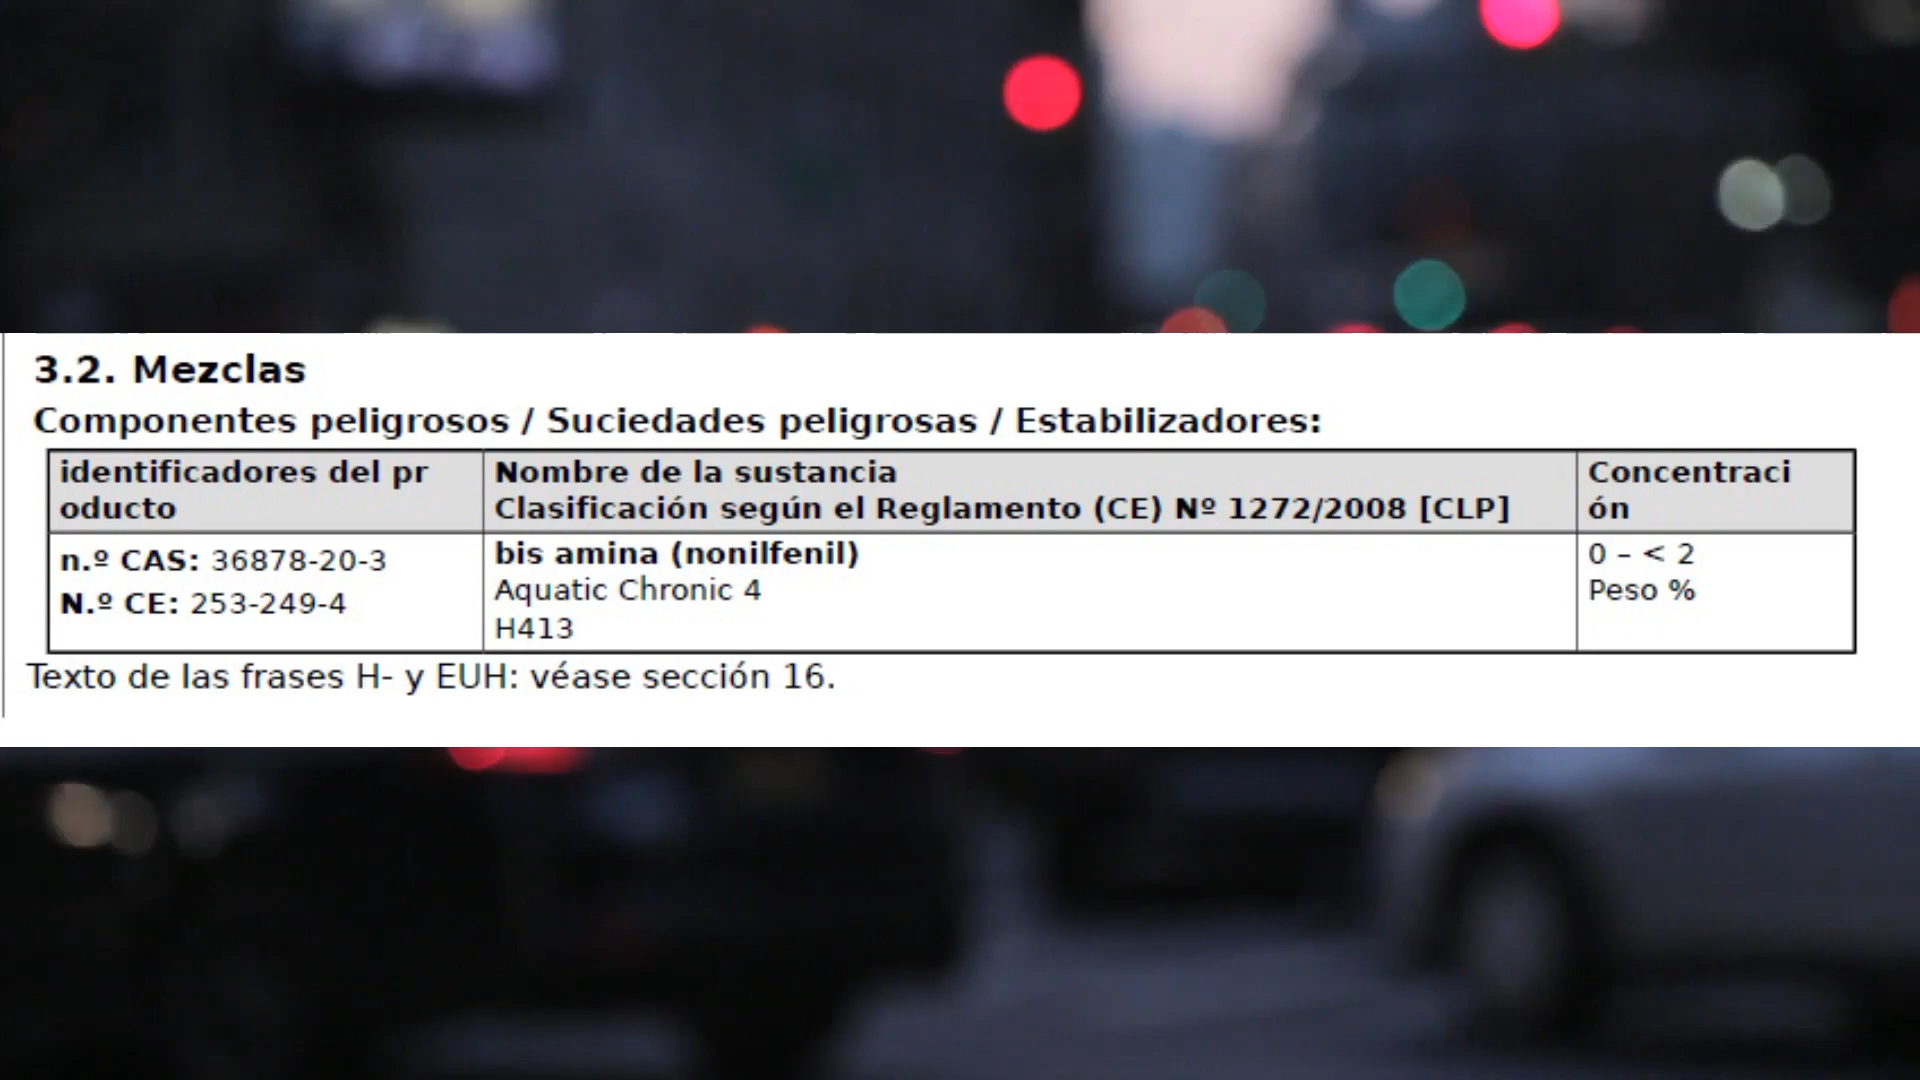 3.2. Mezclas
Componentes peligrosos / Suciedades peligrosas / Estabilizadores:
identificadores del pr
oducto
Nombre de la sustancia
Clasificación según el Reglamento (CE) Nº 1272/2008 [CLP]
Concentraci
ón
n.º CAS: 36878-20-3
N.º CE: 253-249-4
bis amina (nonilfenil)
Aquatic Chronic 4
H413
0 – < 2
Peso %
Texto de las frases H- y EUH: véase sección 16.